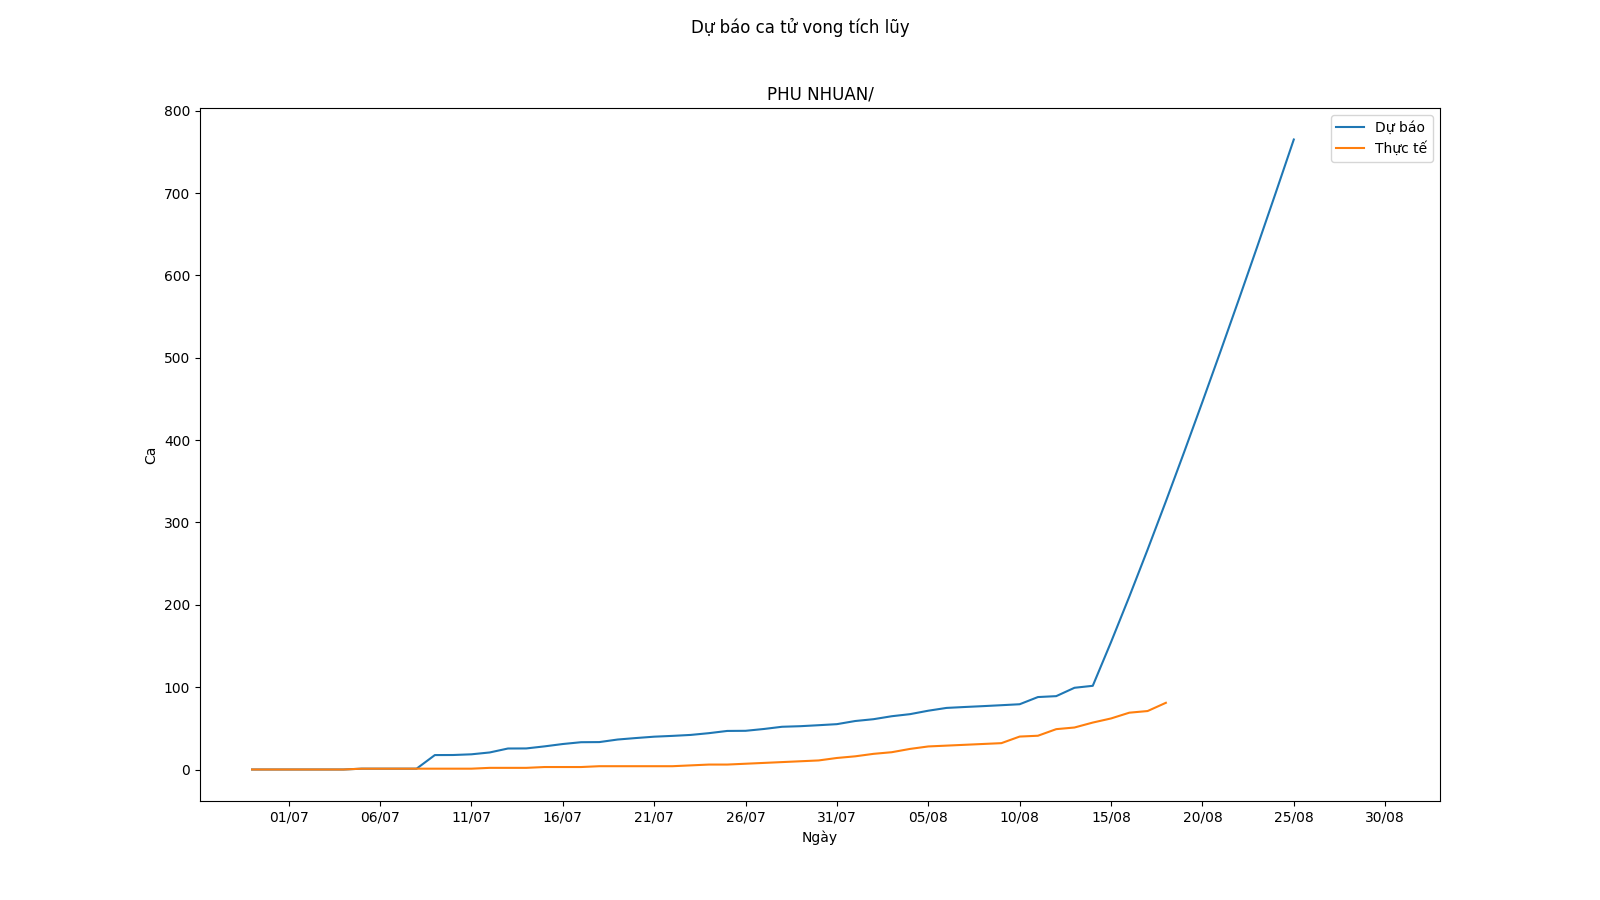 Dự báo ca tử vong tích lũy
PHU NHUAN/
800
700
600
500
400
300
200
100
0
Ca
Dự báo
Thực tế
01/07 06/07 11/07 16/07 21/07 26/07 31/07 05/08 10/08 15/08 20/08 25/08 30/08
Ngày